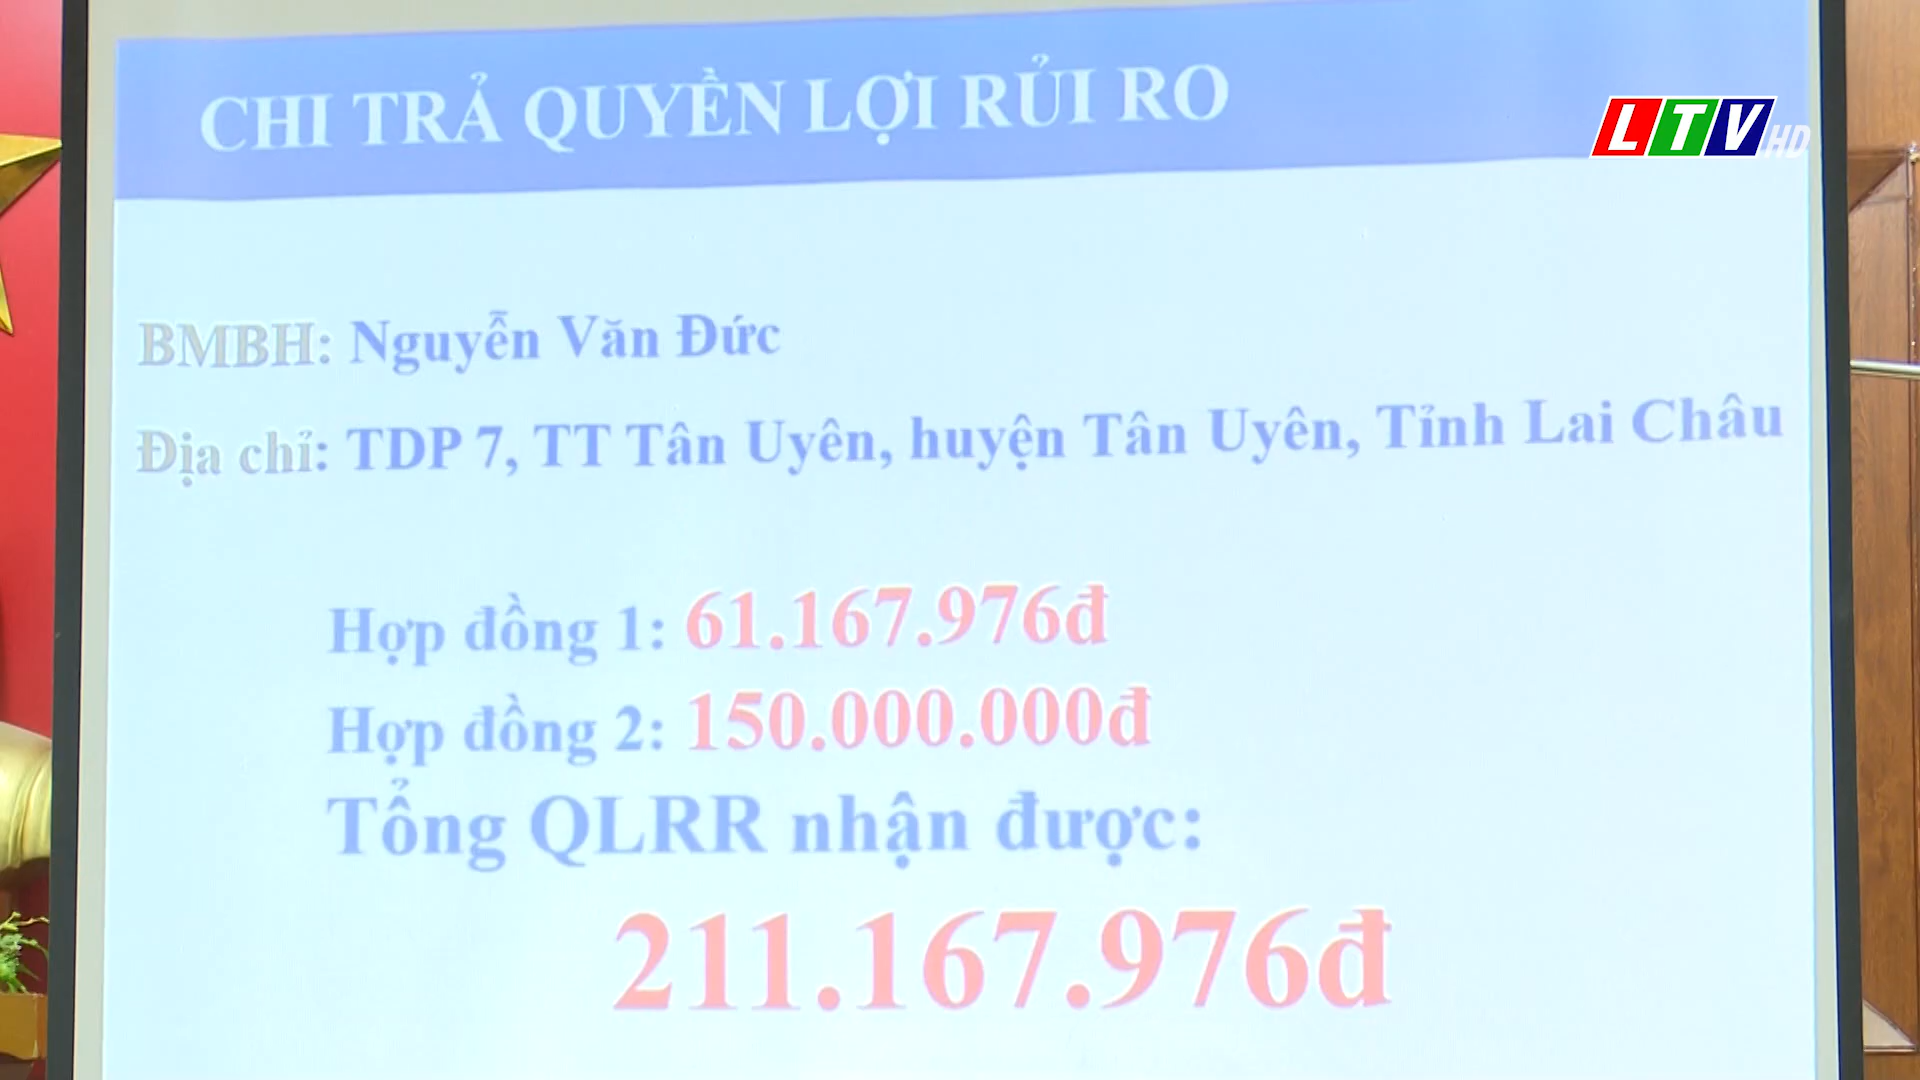 CHI TRẢ QUYỀN LỢI RỦI RO
LTV.HD
BMBH: Nguyễn Văn Đức
Địa chỉ: TDP 7, TT Tân Uyên, huyện Tân Uyên, Tỉnh Lai Châu
Hợp đồng 1: 61.167.976đ
Hợp đồng 2: 150.000.000đ
Tổng QLRR nhận được:
211.167.976đ